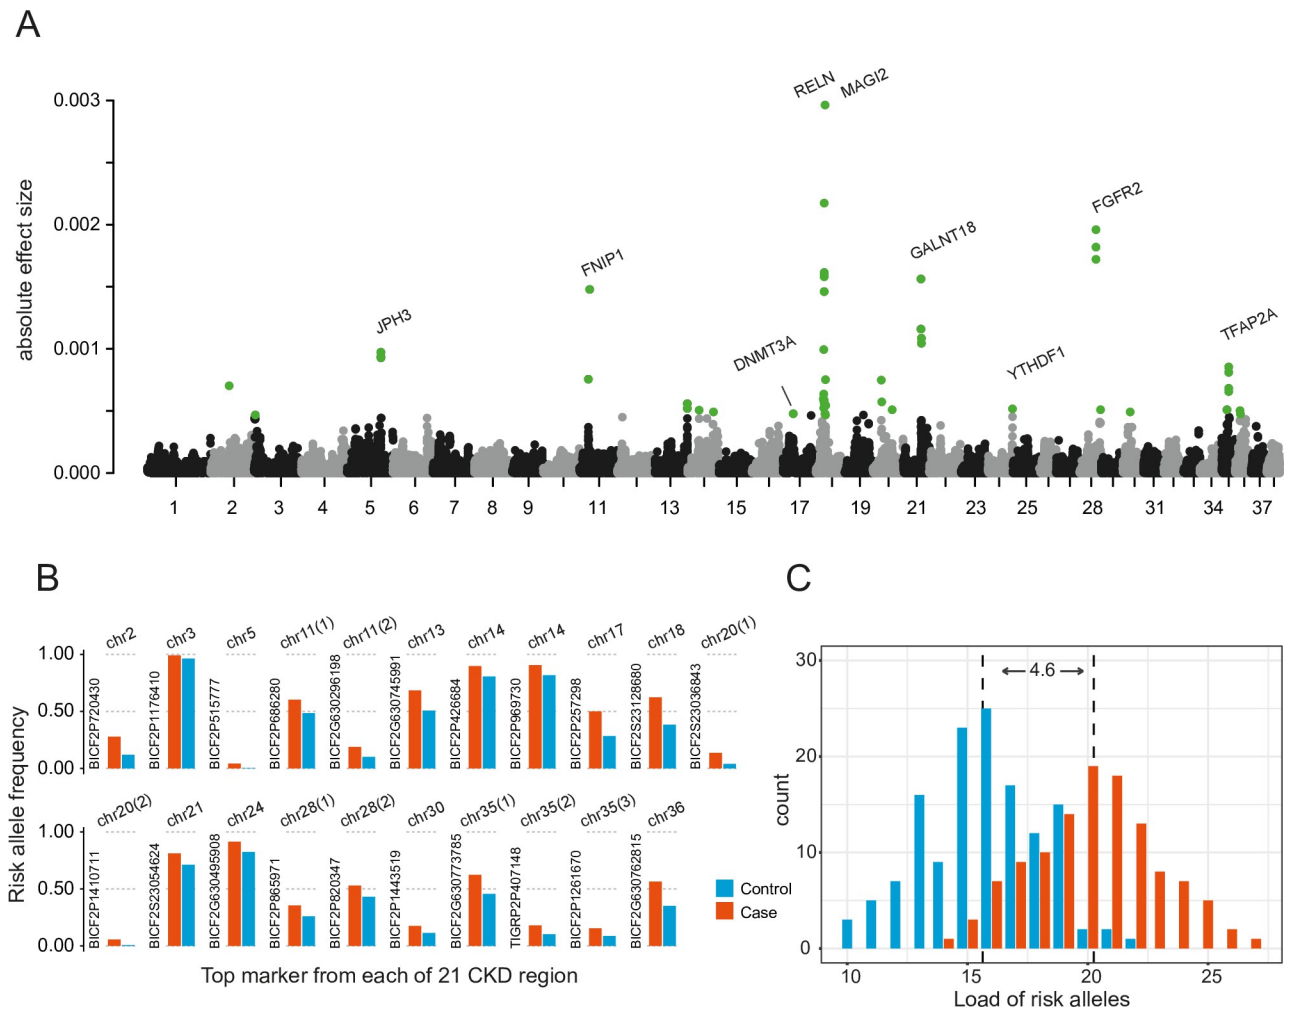 A
RELN MAGI2
0.003
FGFR2
0.002
GALNT18
FNIP1
absolute effect size
JPH3
TFAP2A
DNMT3A
0.001
YTHDF1
0.000
1 2 3 4 5 6 7 8 9 11 13 15 17 19 21 23 25 28 31 34 37
B
chr2 chr3 chr5 chr11(1) chr11(2) chr13 chr14 chr14 chr17 chr18 chr20(1)
1.00
0.50
0.00
BICF2P720430
BICF2P1176410
BICF2P515777
BICF2P686280
BICF2G630296198
BICF2G630745991
BICF2P426684
BICF2P969730
BICF2P257298
BICF2S23128680
BICF2S23036843
Risk allele frequency
chr20(2) chr21 chr24 chr28(1) chr28(2) chr30 chr35(1) chr35(2) chr35(3) chr36
1.00
0.50
0.00
BICF2P1410711
BICF2S23054624
BICF2G630495908
BICF2P865971
BICF2P820347
BICF2P1443519
BICF2G630773785
TIGRP2P407148
BICF2P1261670
BICF2G630762815
Control
Case
Top marker from each of 21 CKD region
C
30
20
10
0
count
4.6
10 15 20 25
Load of risk alleles